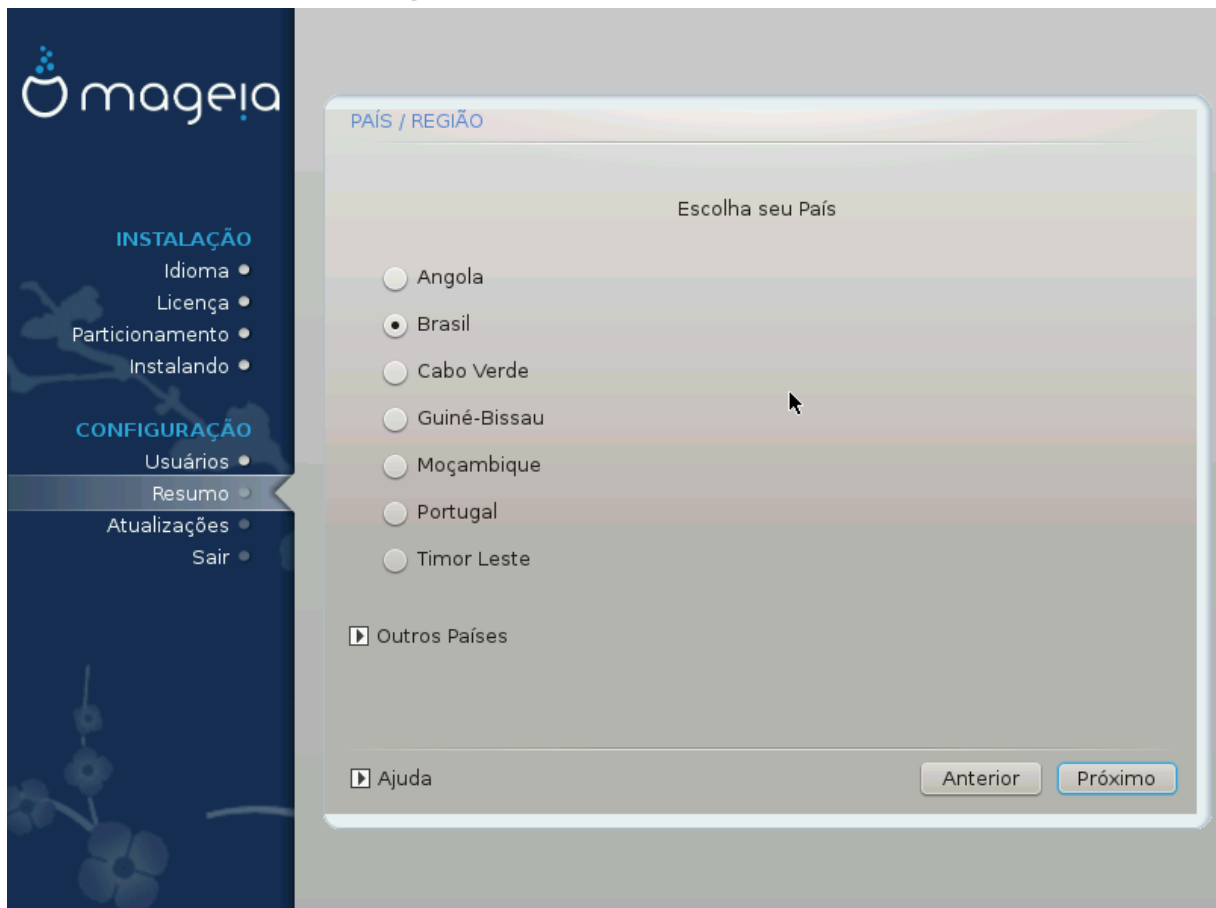 mageia
INSTALAÇÃO
Idioma
Licença
Particionamento
Instalando
CONFIGURAÇÃO
Usuários
Resumo
Atualizações
Sair
PAÍS / REGIÃO
Escolha seu País
Angola
Brasil
Cabo Verde
Guiné-Bissau
Moçambique
Portugal
Timor Leste
Outros Países
Ajuda
Anterior
Próximo